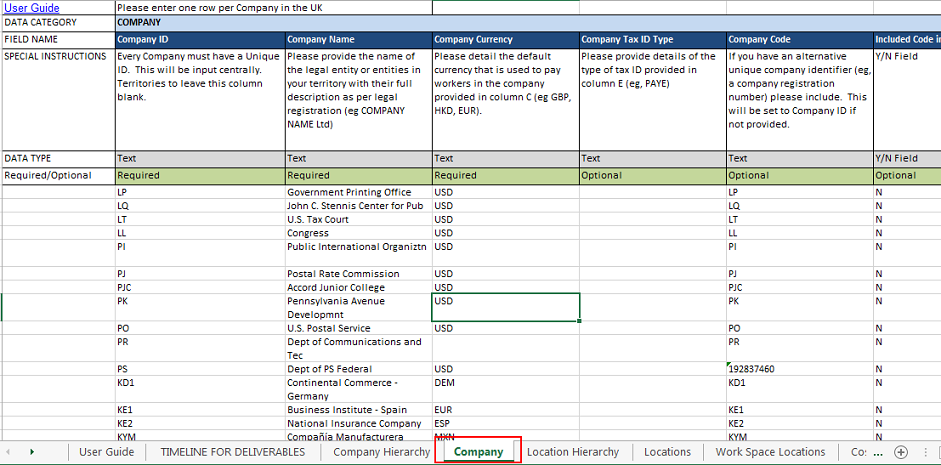 User Guide Please enter one row per Company in the UK
DATA CATEGORY COMPANY
FIELD NAME Company ID Company Name Company Currency Company Tax ID Type Company Code Included Code i
SPECIAL INSTRUCTIONS Every Company must have a Unique Please provide the name of Please detail the default Please provide details of the If you have an alternative Y/N Field
ID. This will be input centrally. the legal entity or entities in currency that is used to pay type of tax ID provided in unique company identifier (eg,
Territories to leave this column your territory with their full workers in the company column E (eg, PAYE) a company registration
blank. description as per legal provided in column C (eg GBP, number) please include. This
registration (eg COMPANY HKD, EUR). will be set to Company ID if
NAME Ltd) not provided.
DATA TYPE Text Text Text Text Text Y/N Field
Required/Optional Required Required Required Optional Optional Optional
LP Government Printing Office USD LP N
LQ John C. Stennis Center for Pub USD LQ N
LT U.S. Tax Court USD LT N
LL Congress USD LL N
PI Public International Organiztn USD PI N
PJ Postal Rate Commission USD PJ N
PJC Accord Junior College USD PJC N
PK Pennsylvania Avenue USD PK N
Developmnt
PO U.S. Postal Service USD PO N
PR Dept of Communications and PR N
Tec
PS Dept of PS Federal USD 192837460 N
KD1 Continental Commerce - DEM KD1 N
Germany
KE1 Business Institute - Spain EUR KE1 N
KE2 National Insurance Company ESP KE2 N
KYM Compañía Manufacturera MXN KYM N
User Guide TIMELINE FOR DELIVERABLES Company Hierarchy Company Location Hierarchy Locations Work Space Locations Co: ...